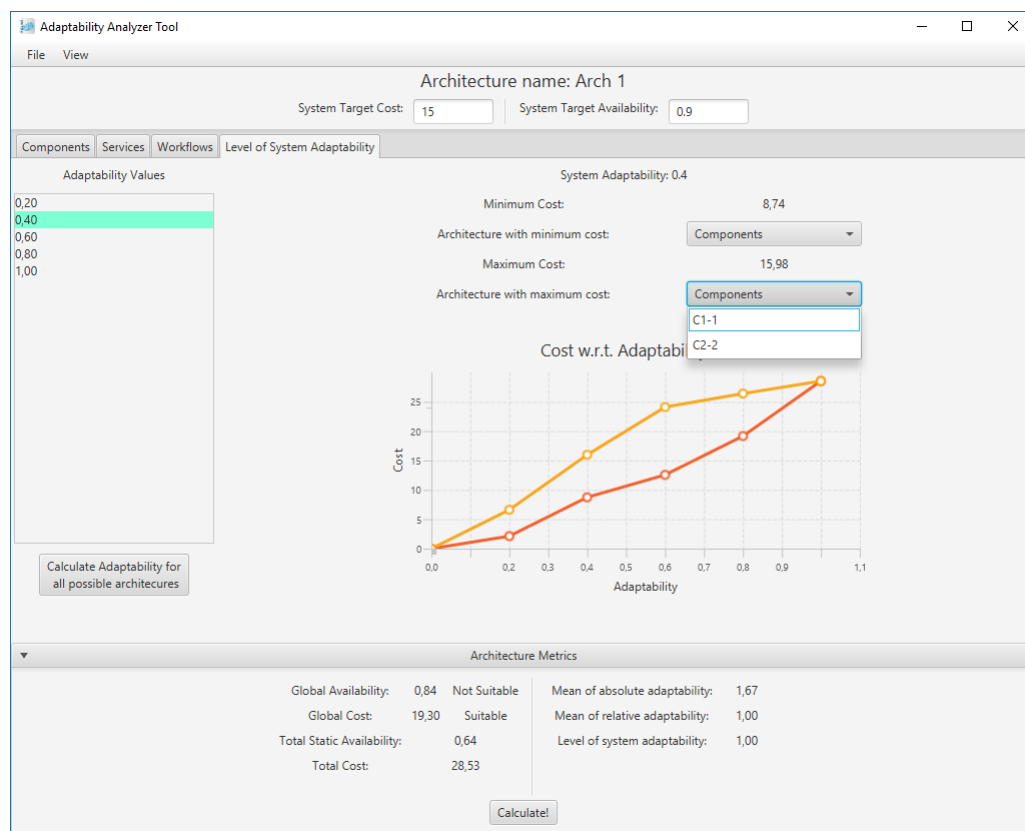 Adaptability Analyzer Tool
File View
Architecture name: Arch 1
System Target Cost: 15 System Target Availability: 0.9
Components Services Workflows Level of System Adaptability
Adaptability Values
0,20
0,40
0,60
0,80
1,00
Calculate Adaptability for
all possible architecures
System Adaptability: 0.4
Minimum Cost: 8,74
Architecture with minimum cost: Components
Maximum Cost: 15,98
Architecture with maximum cost: Components
C1-1
C2-2
Cost w.r.t. Adaptabi
Cost
25
20
15
10
5
0
0,0 0,2 0,3 0,4 0,5 0,6 0,7 0,8 0,9 1,1
Adaptability
Architecture Metrics
Global Availability: 0,84 Not Suitable
Global Cost: 19,30 Suitable
Total Static Availability: 0,64
Total Cost: 28,53
Mean of absolute adaptability: 1,67
Mean of relative adaptability: 1,00
Level of system adaptability: 1,00
Calculate!